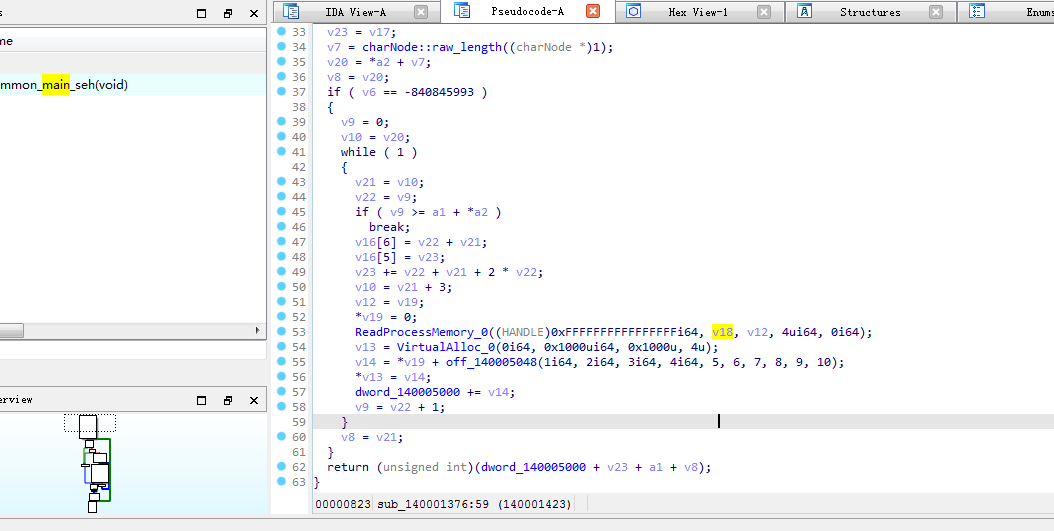 s
IDA View-A
Pseudocode-A
Hex View-1
Structures
Enums
me
mmon_main_seh(void)
33 v23 = v17;
34 v7 = charNode::raw_length((charNode *)1);
35 v20 = *a2 + v7;
36 v8 = v20;
37 if ( v6 == -840845993 )
38 {
39 v9 = 0;
40 v10 = v20;
41 while ( 1 )
42 {
43 v21 = v10;
44 v22 = v9;
45 if ( v9 >= a1 + *a2 )
46 break;
47 v16[6] = v22 + v21;
48 v16[5] = v23;
49 v23 += v22 + v21 + 2 * v22;
50 v10 = v21 + 3;
51 v12 = v19;
52 *v19 = 0;
53 ReadProcessMemory_0((HANDLE)0xFFFFFFFFFFFFFFFFi64, v18, v12, 4ui64, 0i64);
54 v13 = VirtualAlloc_0(0i64, 0x1000ui64, 0x1000u, 4u);
55 v14 = *v19 + off_140005048(1i64, 2i64, 3i64, 4i64, 5, 6, 7, 8, 9, 10);
56 *v13 = v14;
57 dword_140005000 += v14;
58 v9 = v22 + 1;
59 }
60 v8 = v21;
61 }
62 return (unsigned int)(dword_140005000 + v23 + a1 + v8);
63 }
erview
00000823 sub_140001376:59 (140001423)